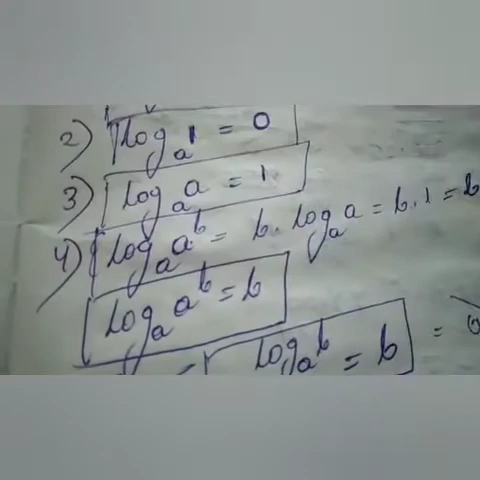 2) log_a 1 = 0
3) log_a a = 1
4) log_a a^b = b . log_a a = b . 1 = b
log_a a^b = b
log_a b = b =